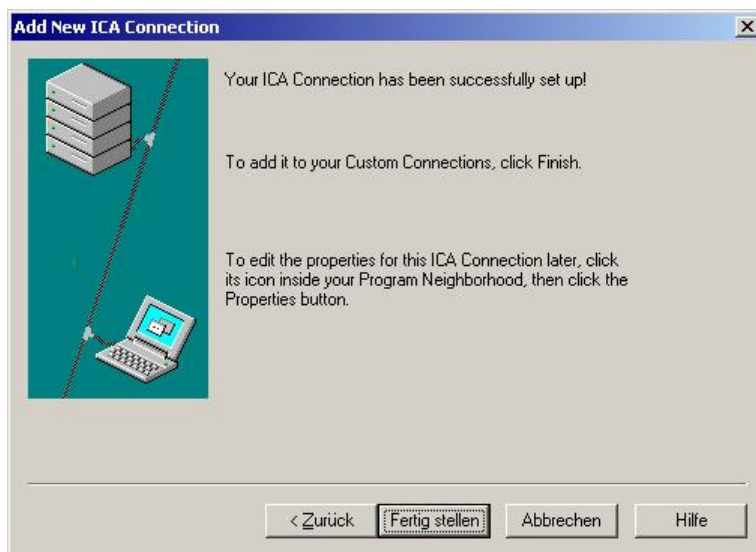 Add New ICA Connection
Your ICA Connection has been successfully set up!
To add it to your Custom Connections, click Finish.
To edit the properties for this ICA Connection later, click
its icon inside your Program Neighborhood, then click the
Properties button.
< Zurück
Fertig stellen
Abbrechen
Hilfe